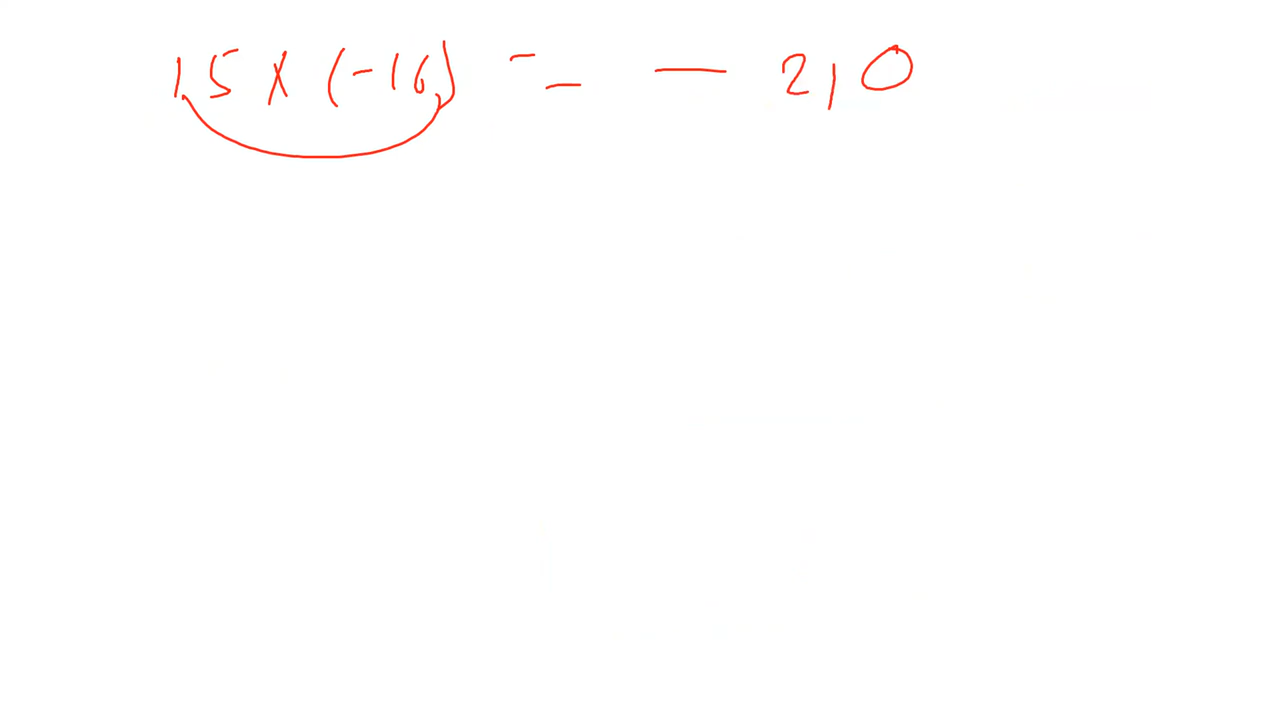 15 × (-16) = - 210